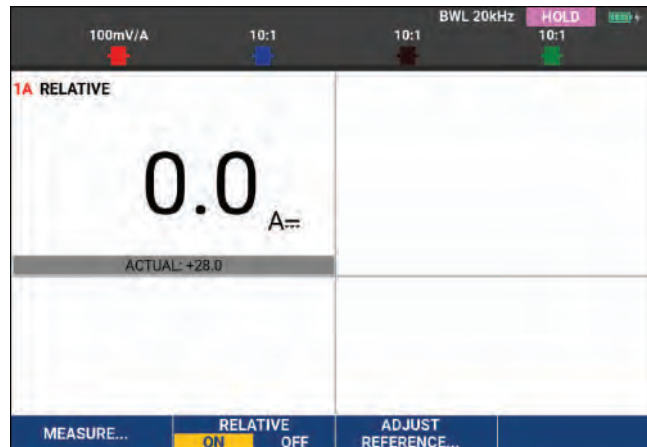 BWL 20kHz HOLD
100mV/A 10:1 10:1 10:1
1A RELATIVE
0.0 A
ACTUAL: +28.0
MEASURE... RELATIVE ADJUST
ON OFF REFERENCE...